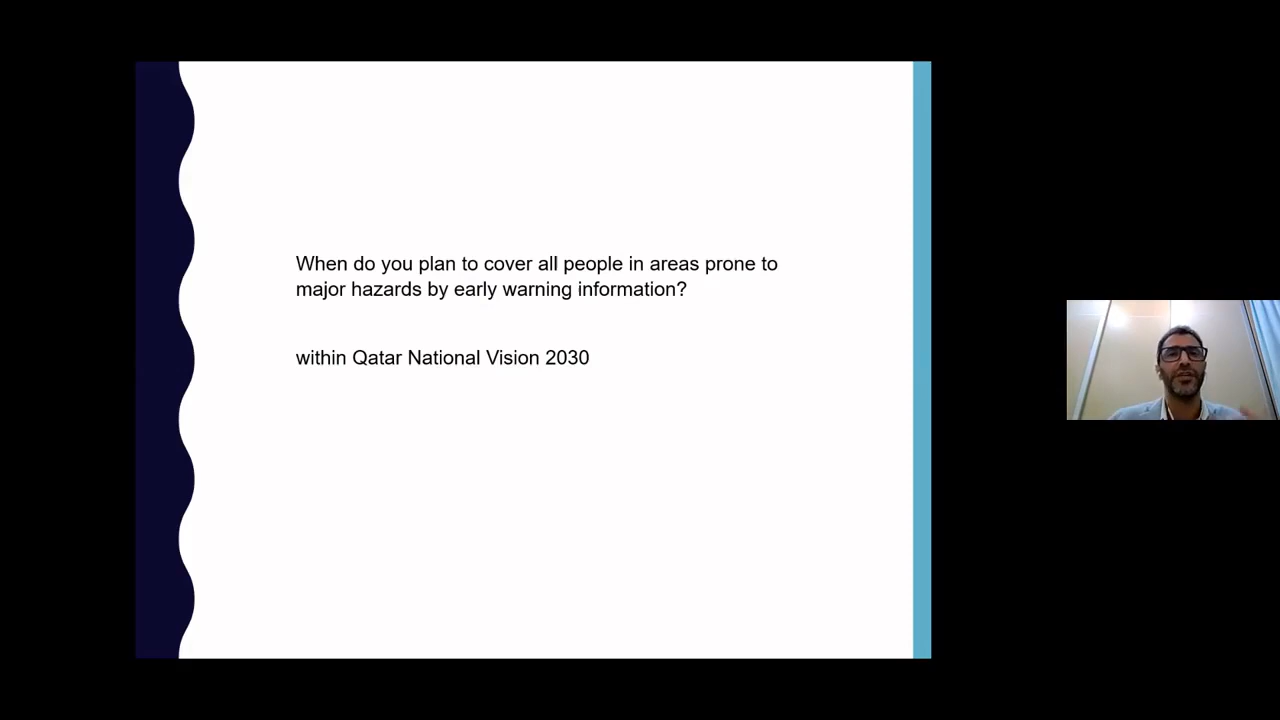 When do you plan to cover all people in areas prone to
major hazards by early warning information?
within Qatar National Vision 2030